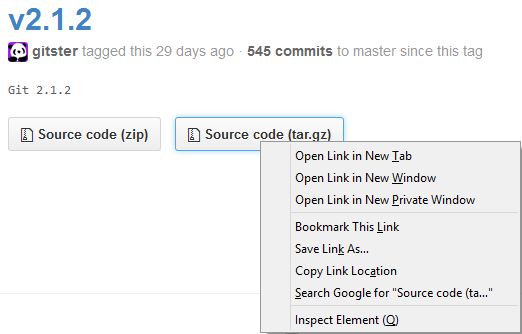 v2.1.2
gitster tagged this 29 days ago · 545 commits to master since this tag
Git 2.1.2
Source code (zip)
Source code (tar.gz)
Open Link in New Tab
Open Link in New Window
Open Link in New Private Window
Bookmark This Link
Save Link As...
Copy Link Location
Search Google for "Source code (ta..."
Inspect Element (Q)